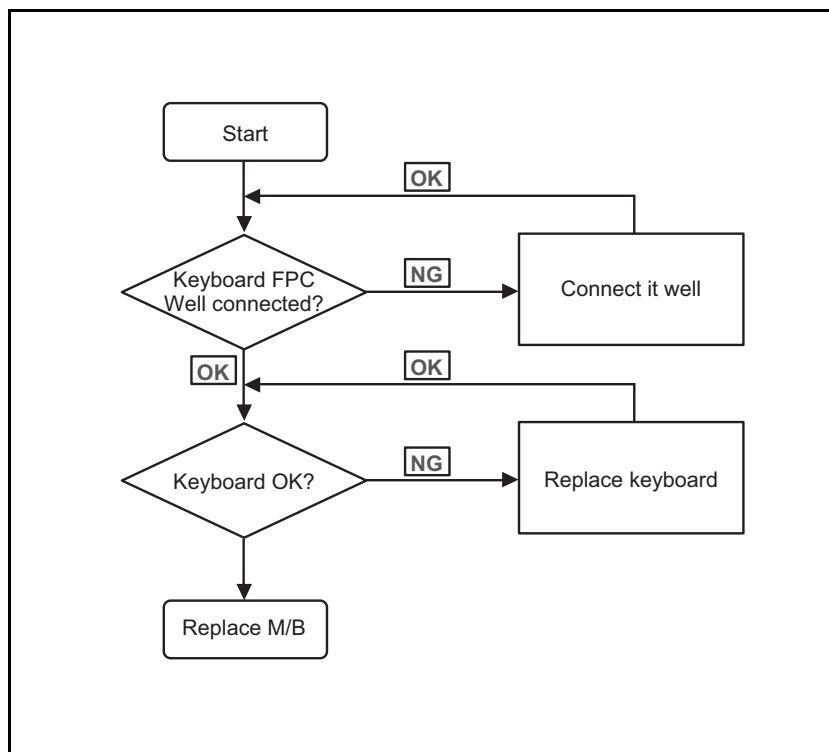 Start
OK
Keyboard FPC
Well connected?
NG
Connect it well
OK
OK
Keyboard OK?
NG
Replace keyboard
Replace M/B